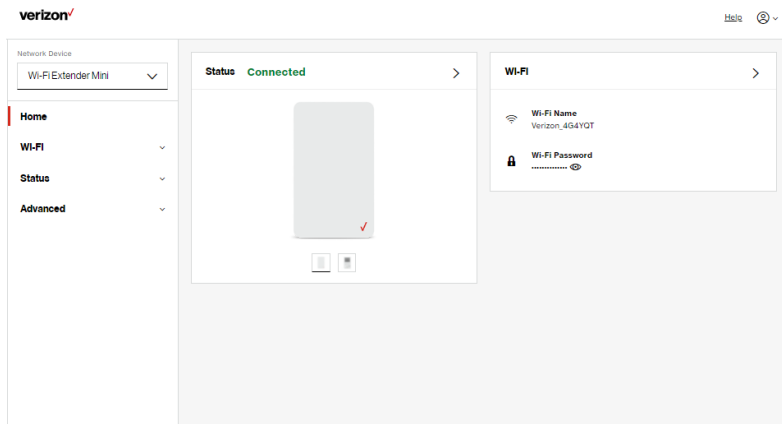 verizon✓
Help
Network Device
Wi-Fi Extender Mini
Home
Wi-Fi
Status
Advanced
Status Connected
Wi-Fi
Wi-Fi Name
Verizon_4G4YQT
Wi-Fi Password
••••••••••••••